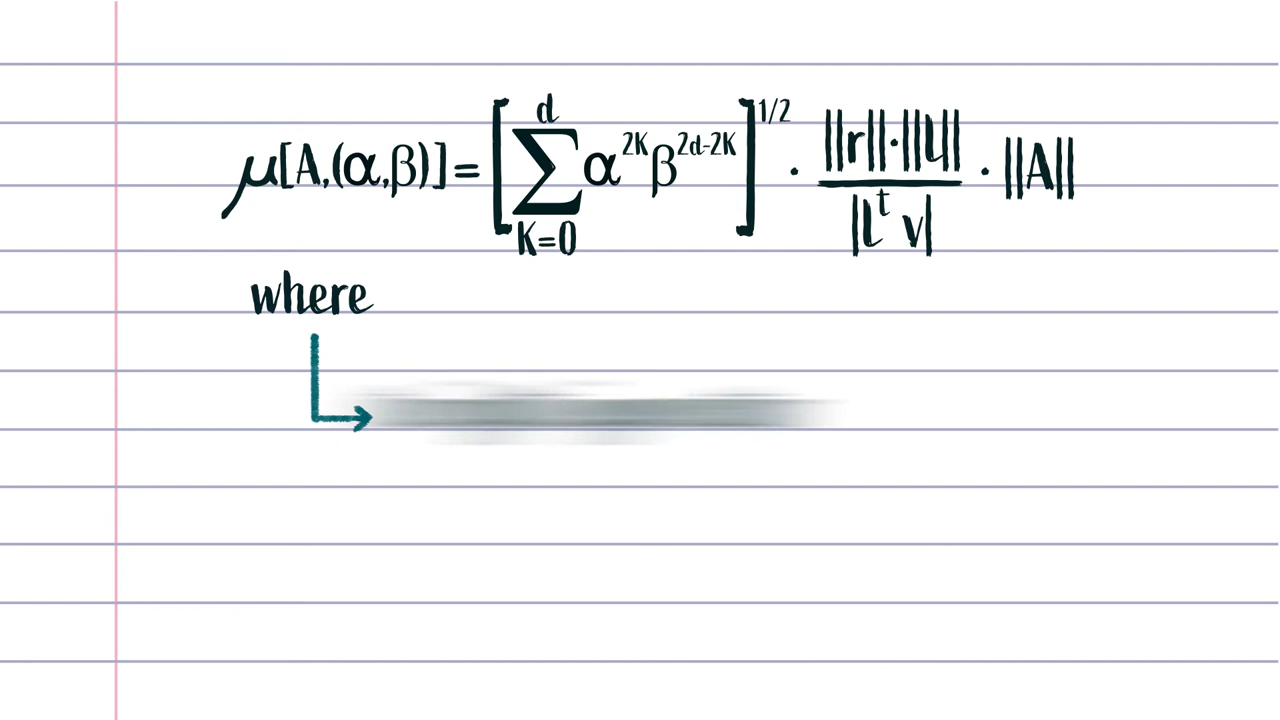 μ[A,(α,β)] = [ d ∑ K=0 α^2K β^2d-2K ]^1/2 · ||r||·||l|| / |l^t v| · ||A||
where